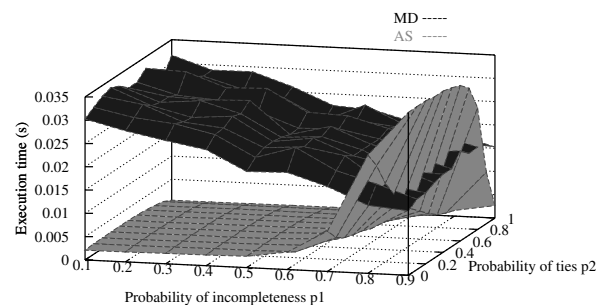 MD
AS
0.035
0.03
0.025
0.02
0.015
0.01
0.005
0
Execution time (s)
0.1 0.2 0.3 0.4 0.5 0.6 0.7 0.8 0.9
0 0.2 0.4 0.6 0.8 1
Probability of ties p2
Probability of incompleteness p1